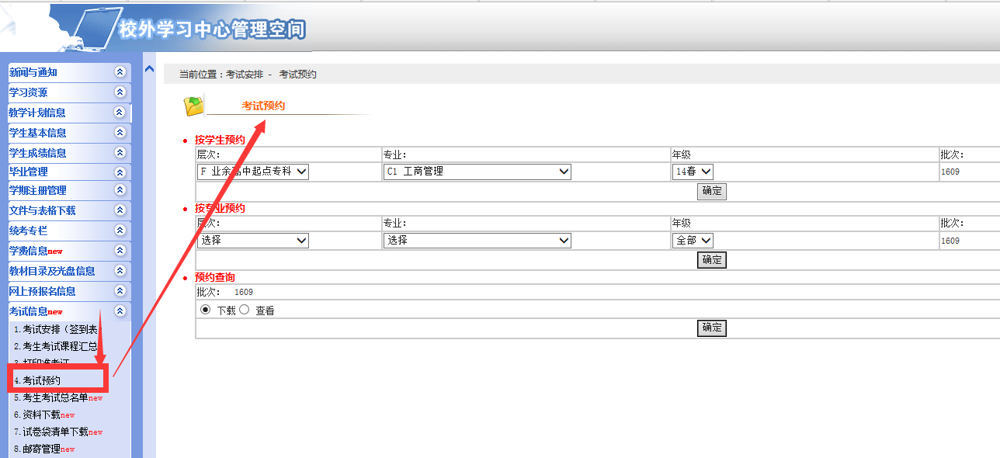 校外学习中心管理空间
新闻与通知
学习资源
教学计划信息
学生基本信息
学生成绩信息
毕业管理
学期注册管理
文件与表格下载
统考专栏
学费信息new
教材目录及光盘信息
网上预报名信息
考试信息new
1.考试安排（签到表
2.考生考试课程汇总
3.打印准考证
4.考试预约
5.考生考试总名单new
6.资料下载new
7.试卷袋清单下载new
8.邮寄管理new
当前位置：考试安排 - 考试预约
考试预约
按学生预约
层次： 专业： 年级 批次：
F 业余高中起点专科 C1 工商管理 14春 1609
确定
按专业预约
层次： 专业： 年级 批次：
选择 选择 全部 1609
确定
预约查询
批次： 1609
下载 查看
确定